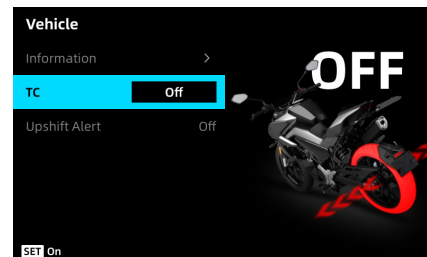 Vehicle
Information >
OFF
TC Off
Upshift Alert Off
SET On